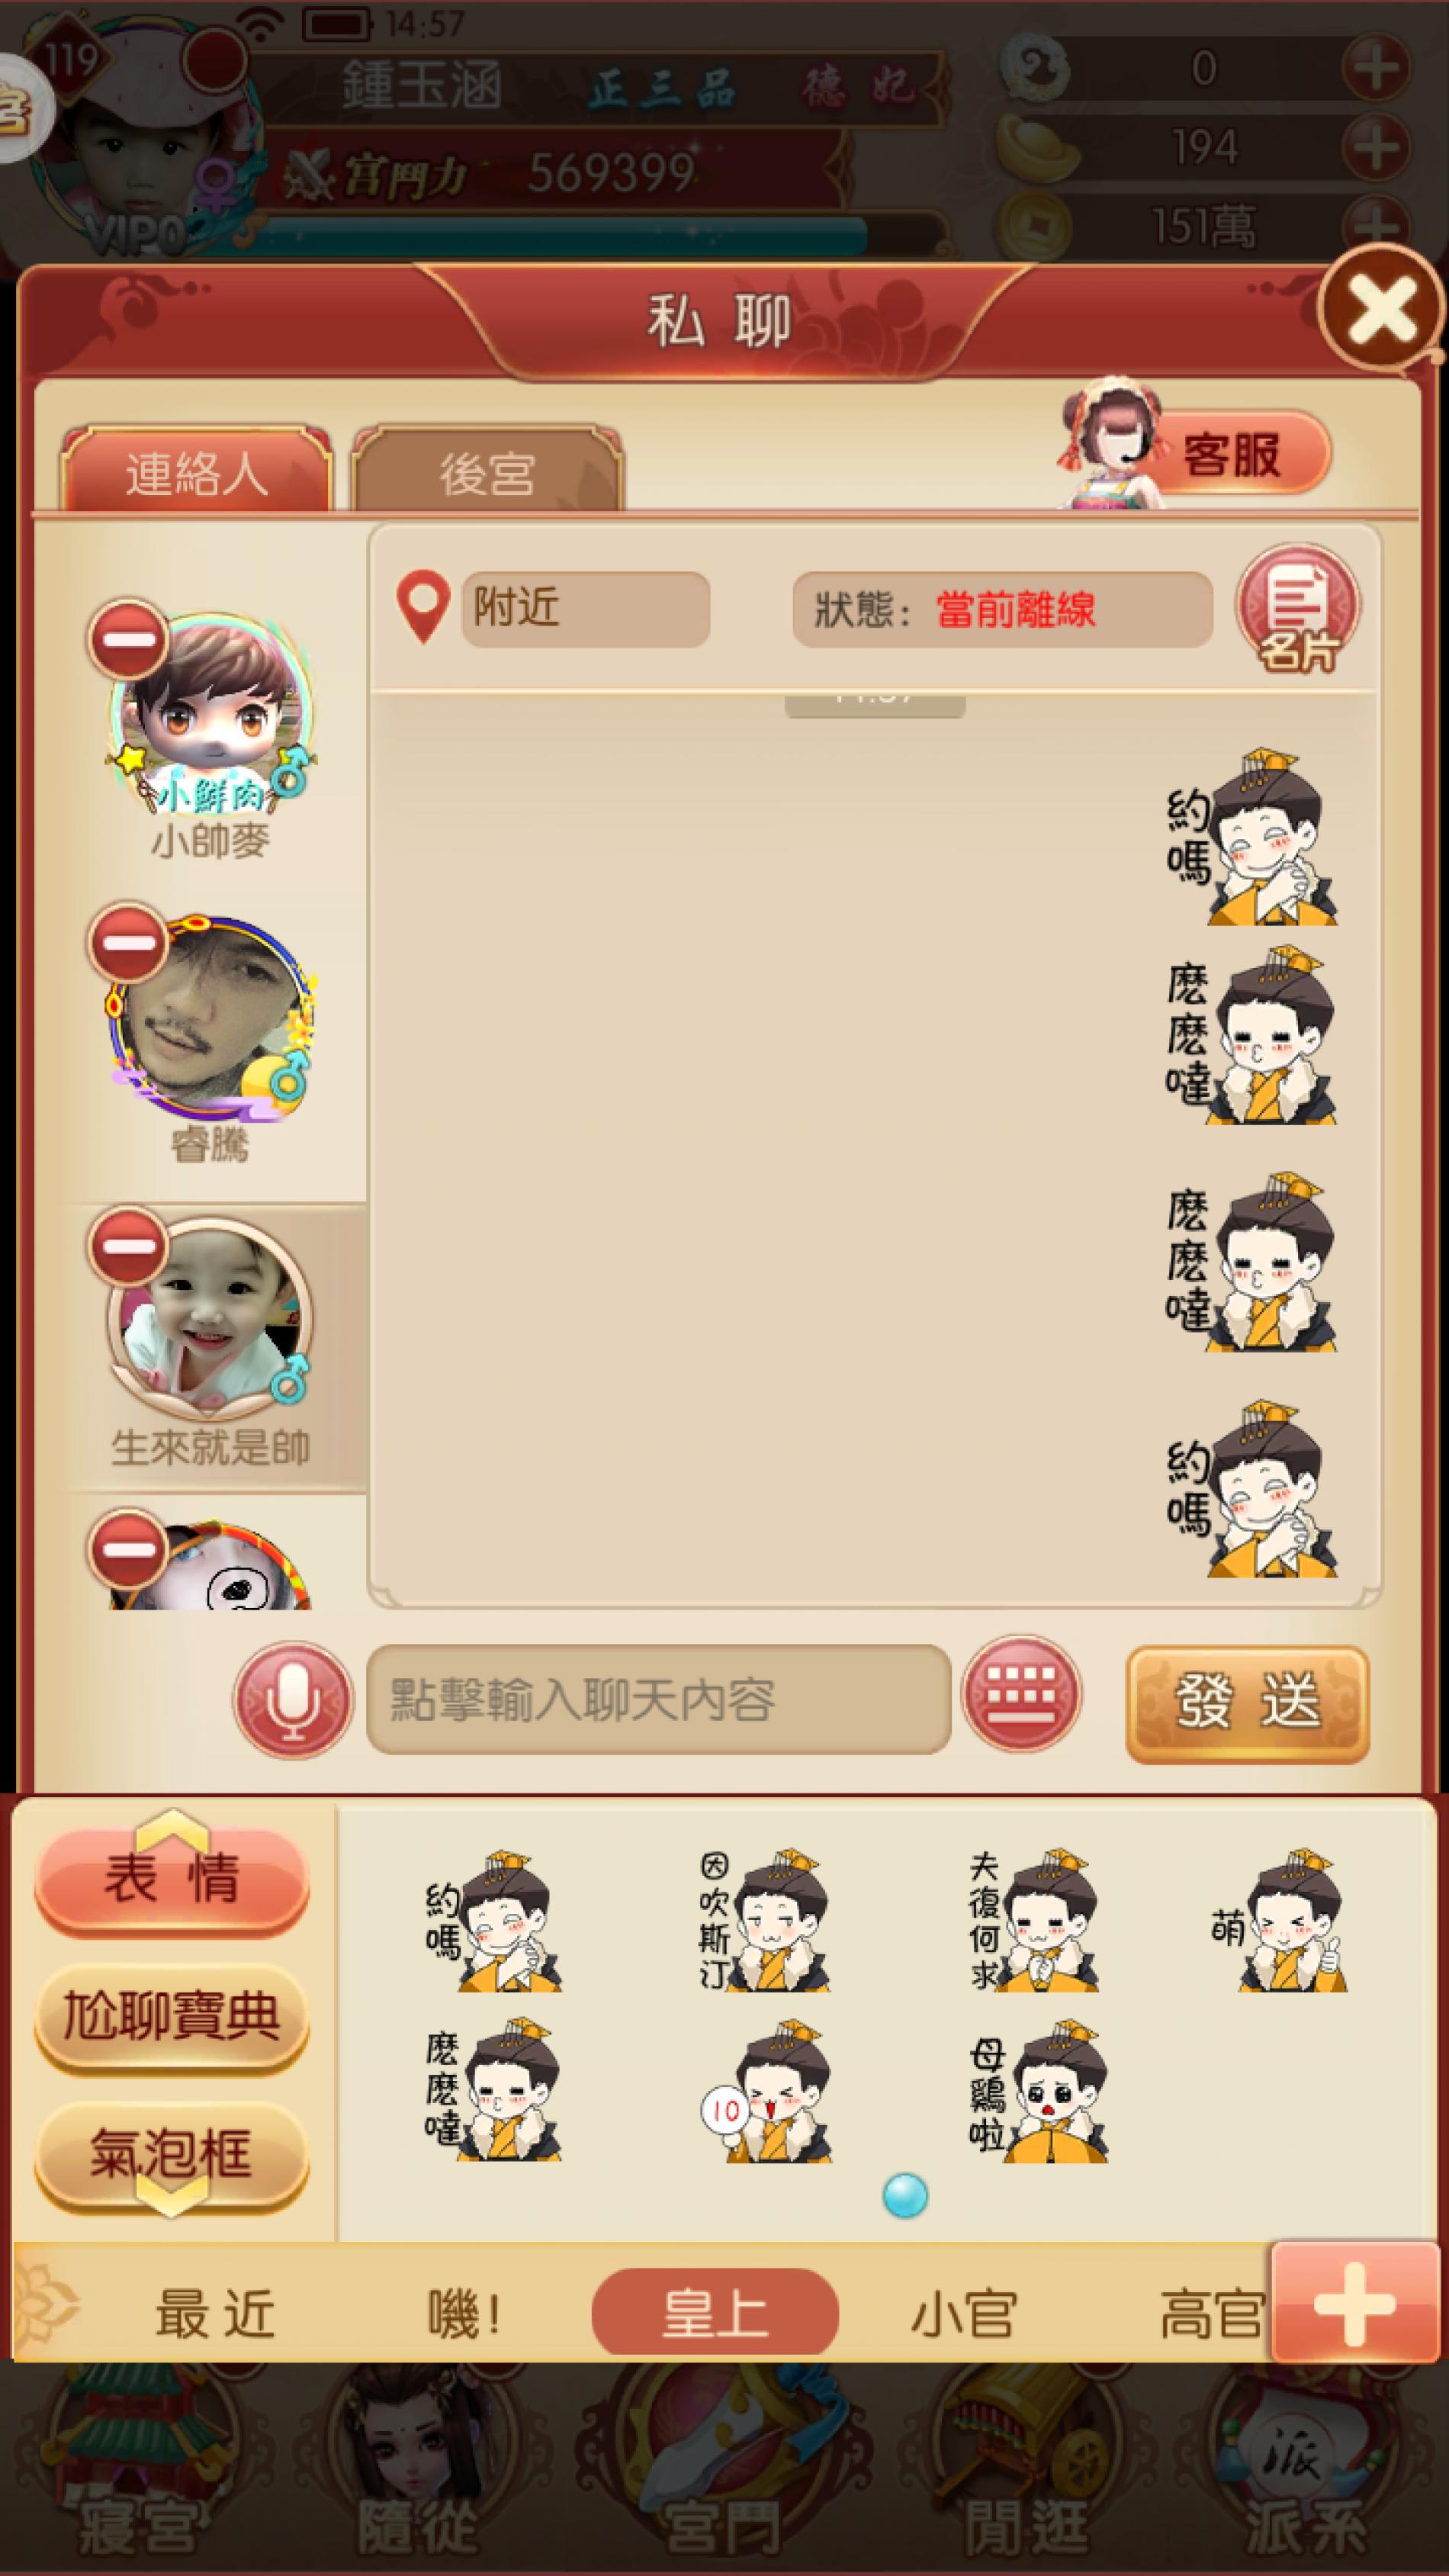 14:57
119
宮
鍾玉涵 正三品 德妃
0
宮鬥力 569399
194
VIP0
151萬
私聊
連絡人
後宮
客服
附近
狀態：當前離線
名片
小鮮肉
小帥麥
約嗎
睿騰
麼麼噠
麼麼噠
生來就是帥
約嗎
點擊輸入聊天內容
發送
表情
約嗎
因吹斯汀
夫復何求
萌
尬聊寶典
麼麼噠
10
母鷄啦
氣泡框
最近
嘰!
皇上
小官
高官
寢宮
隨從
宮鬥
閒逛
派系
派